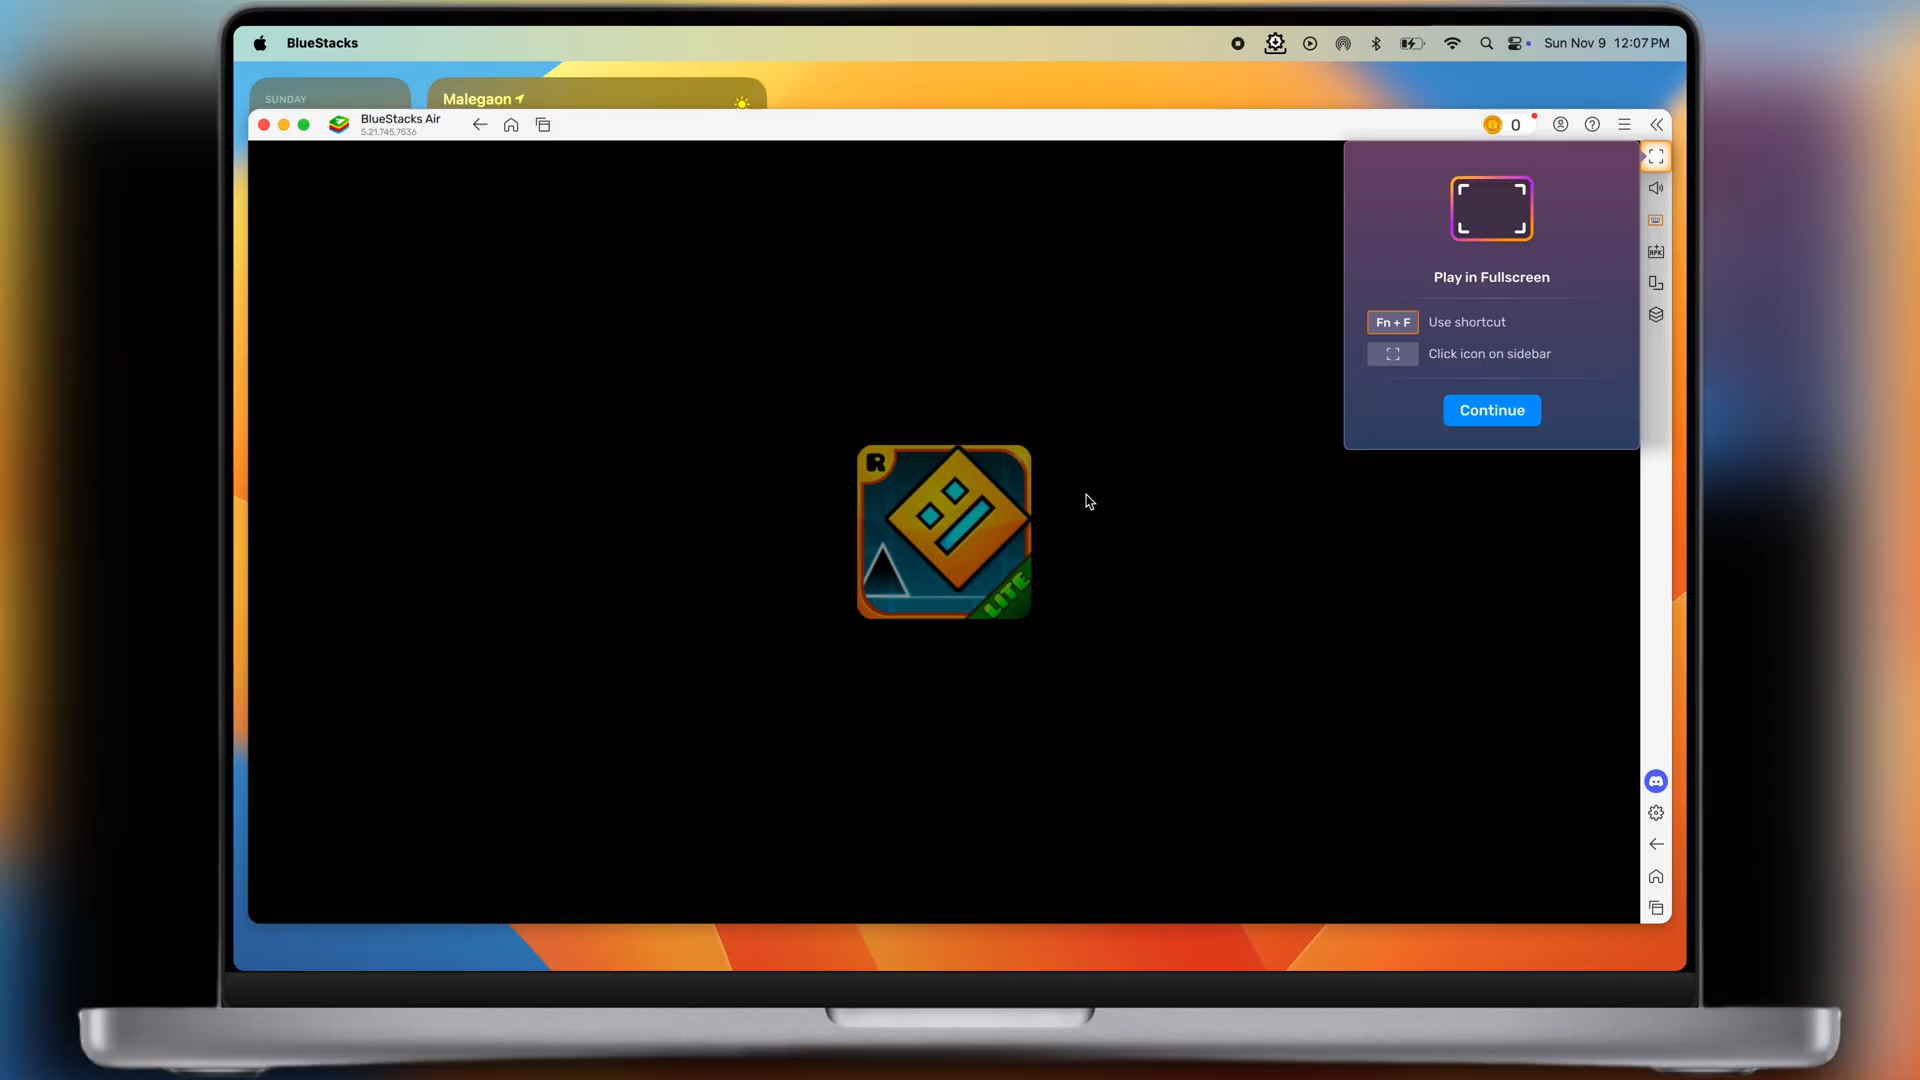 BlueStacks
Sun Nov 9 12:07 PM
SUNDAY
Malegaon
BlueStacks Air
5.21.745.7536
0
R
LITE
Play in Fullscreen
Fn + F Use shortcut
Click icon on sidebar
Continue
APK